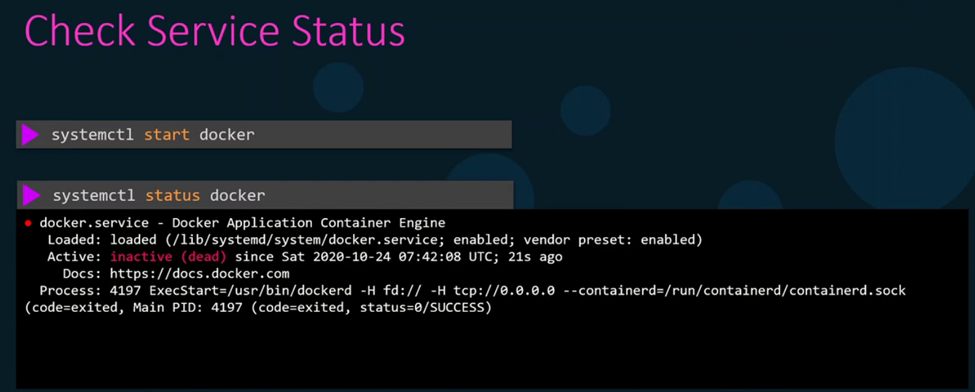 Check Service Status
systemctl start docker
systemctl status docker
● docker.service - Docker Application Container Engine
Loaded: loaded (/lib/systemd/system/docker.service; enabled; vendor preset: enabled)
Active: inactive (dead) since Sat 2020-10-24 07:42:08 UTC; 21s ago
Docs: https://docs.docker.com
Process: 4197 ExecStart=/usr/bin/dockerd -H fd:// -H tcp://0.0.0.0 --containerd=/run/containerd/containerd.sock
(code=exited, Main PID: 4197 (code=exited, status=0/SUCCESS)